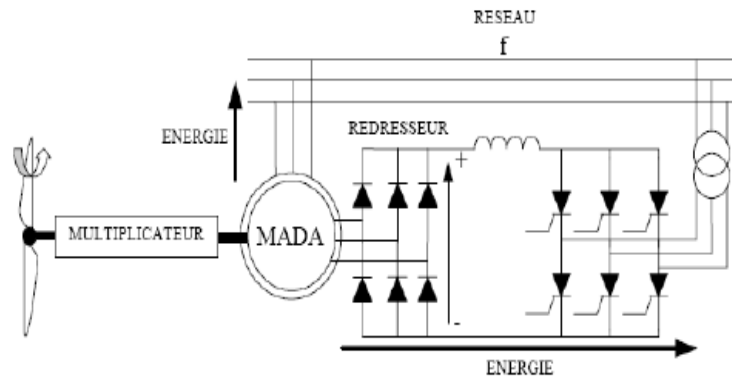 RESEAU
f
ENERGIE
REDRESSEUR
+
MULTIPLICATEUR
MADA
-
ENERGIE